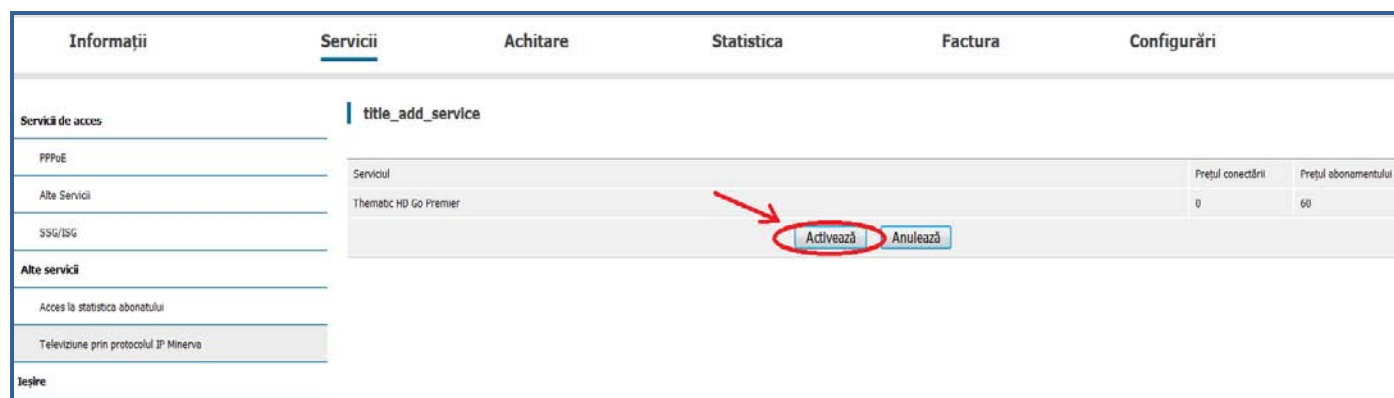 Informații Servicii Achitare Statistica Factura Configurări
Servicii de acces
PPPoE
Alte Servicii
SSG/ISG
Alte servicii
Acces la statistica abonatului
Televiziune prin protocolul IP Minerva
Ieșire
title_add_service
Serviciul Prețul conectării Prețul abonamentului
Thematic HD Go Premier 0 60
Activează Anulează